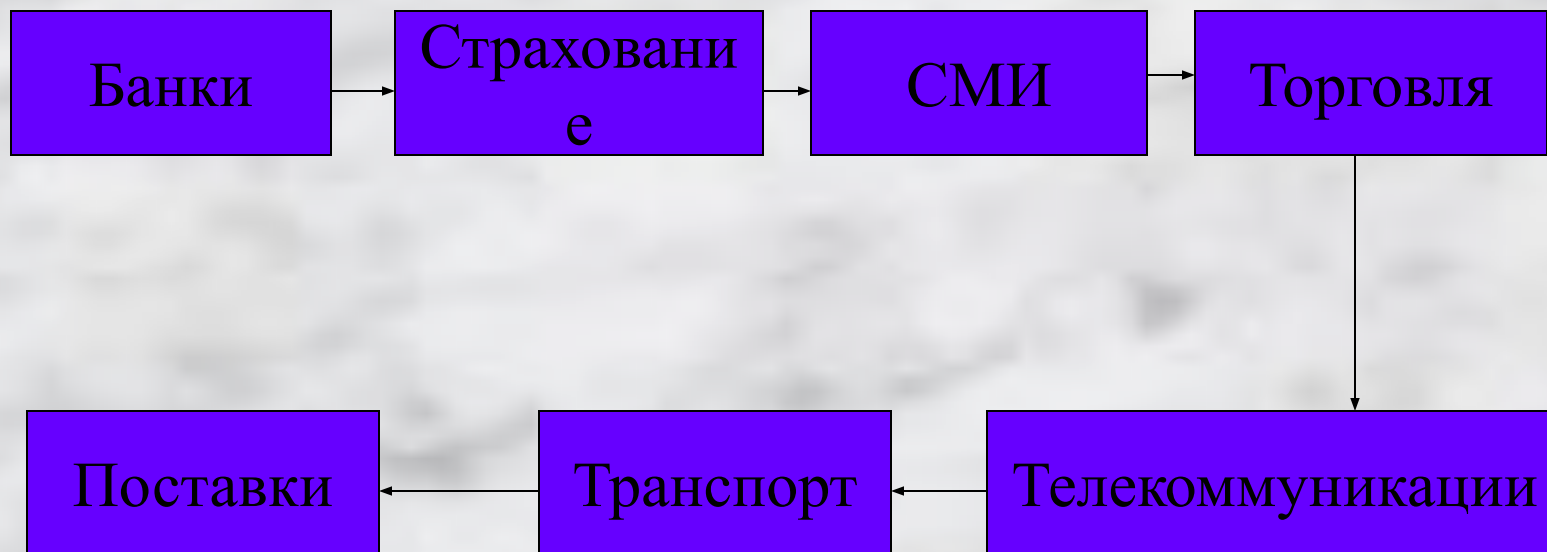 Банки
Страховани
е
СМИ
Торговля
Поставки
Транспорт
Телекоммуникации